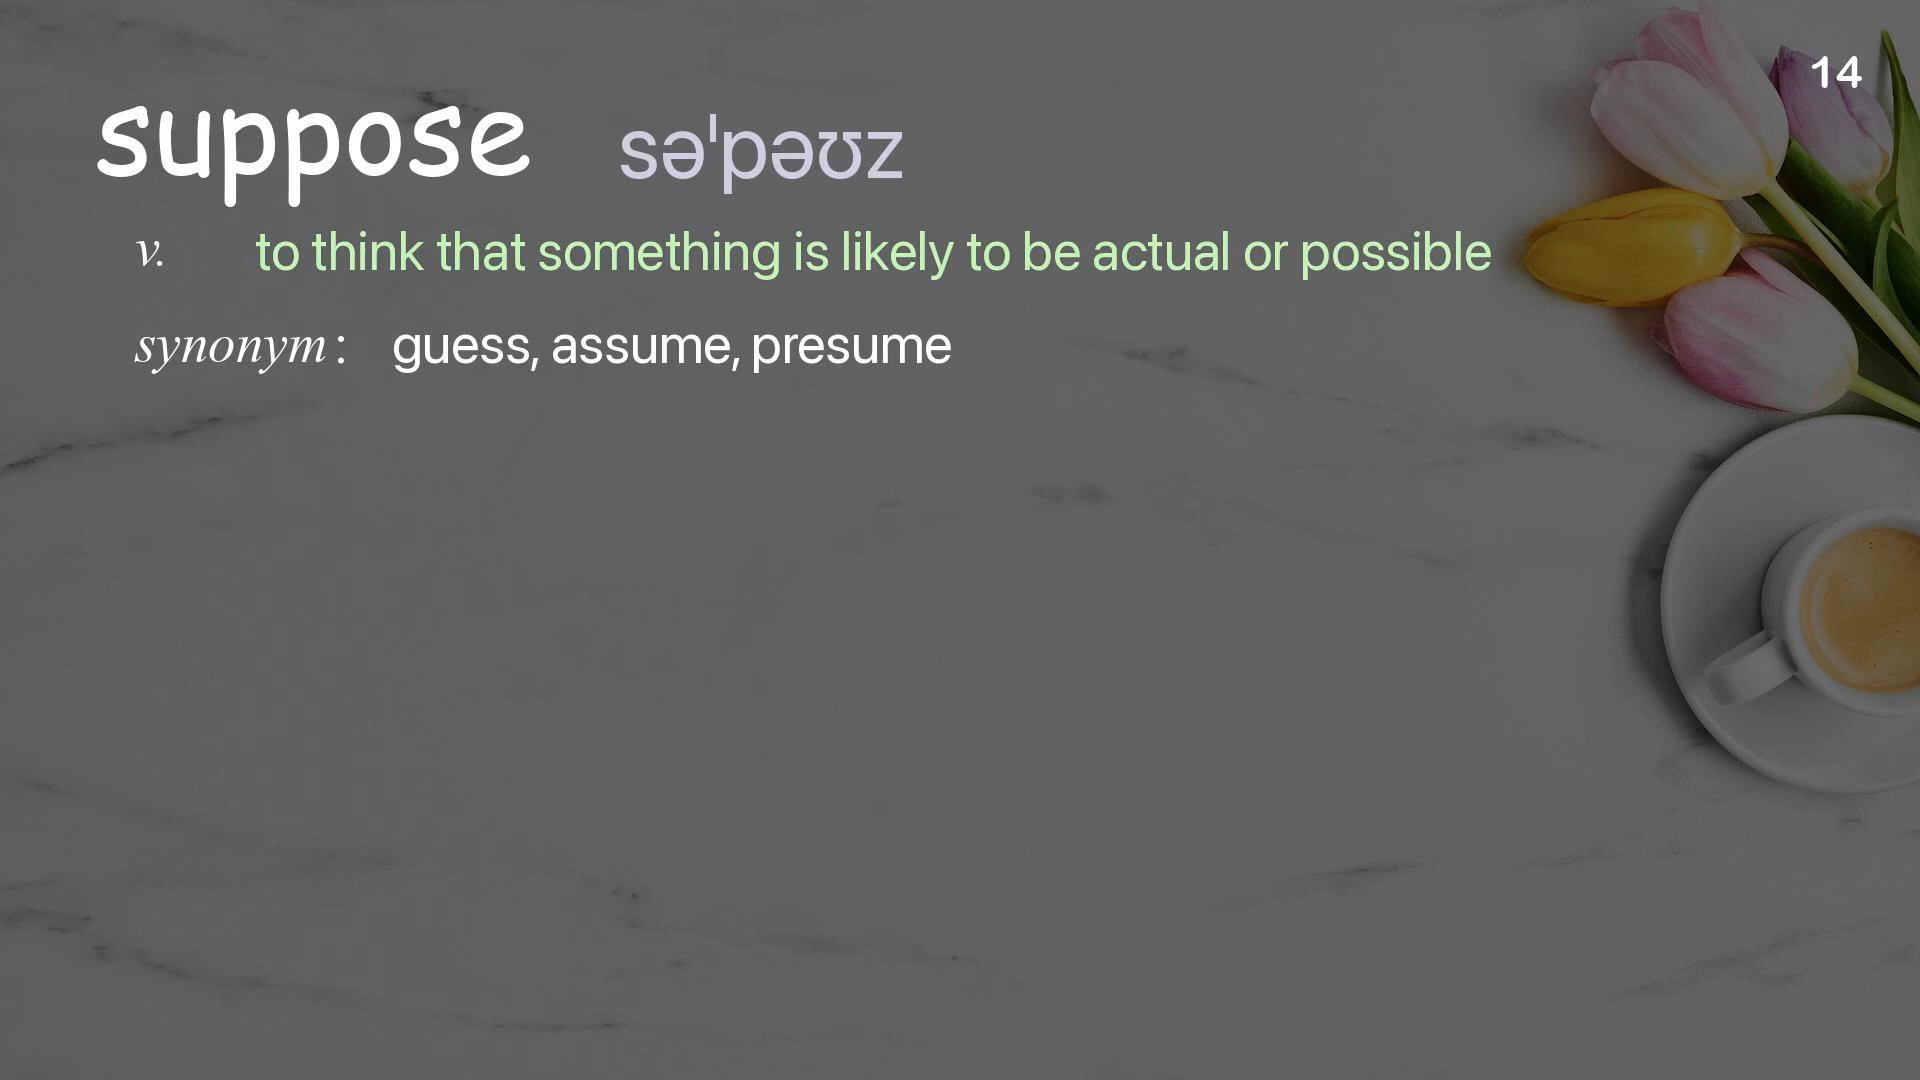 14
suppose səˈpəʊz
v. to think that something is likely to be actual or possible
synonym : guess, assume, presume